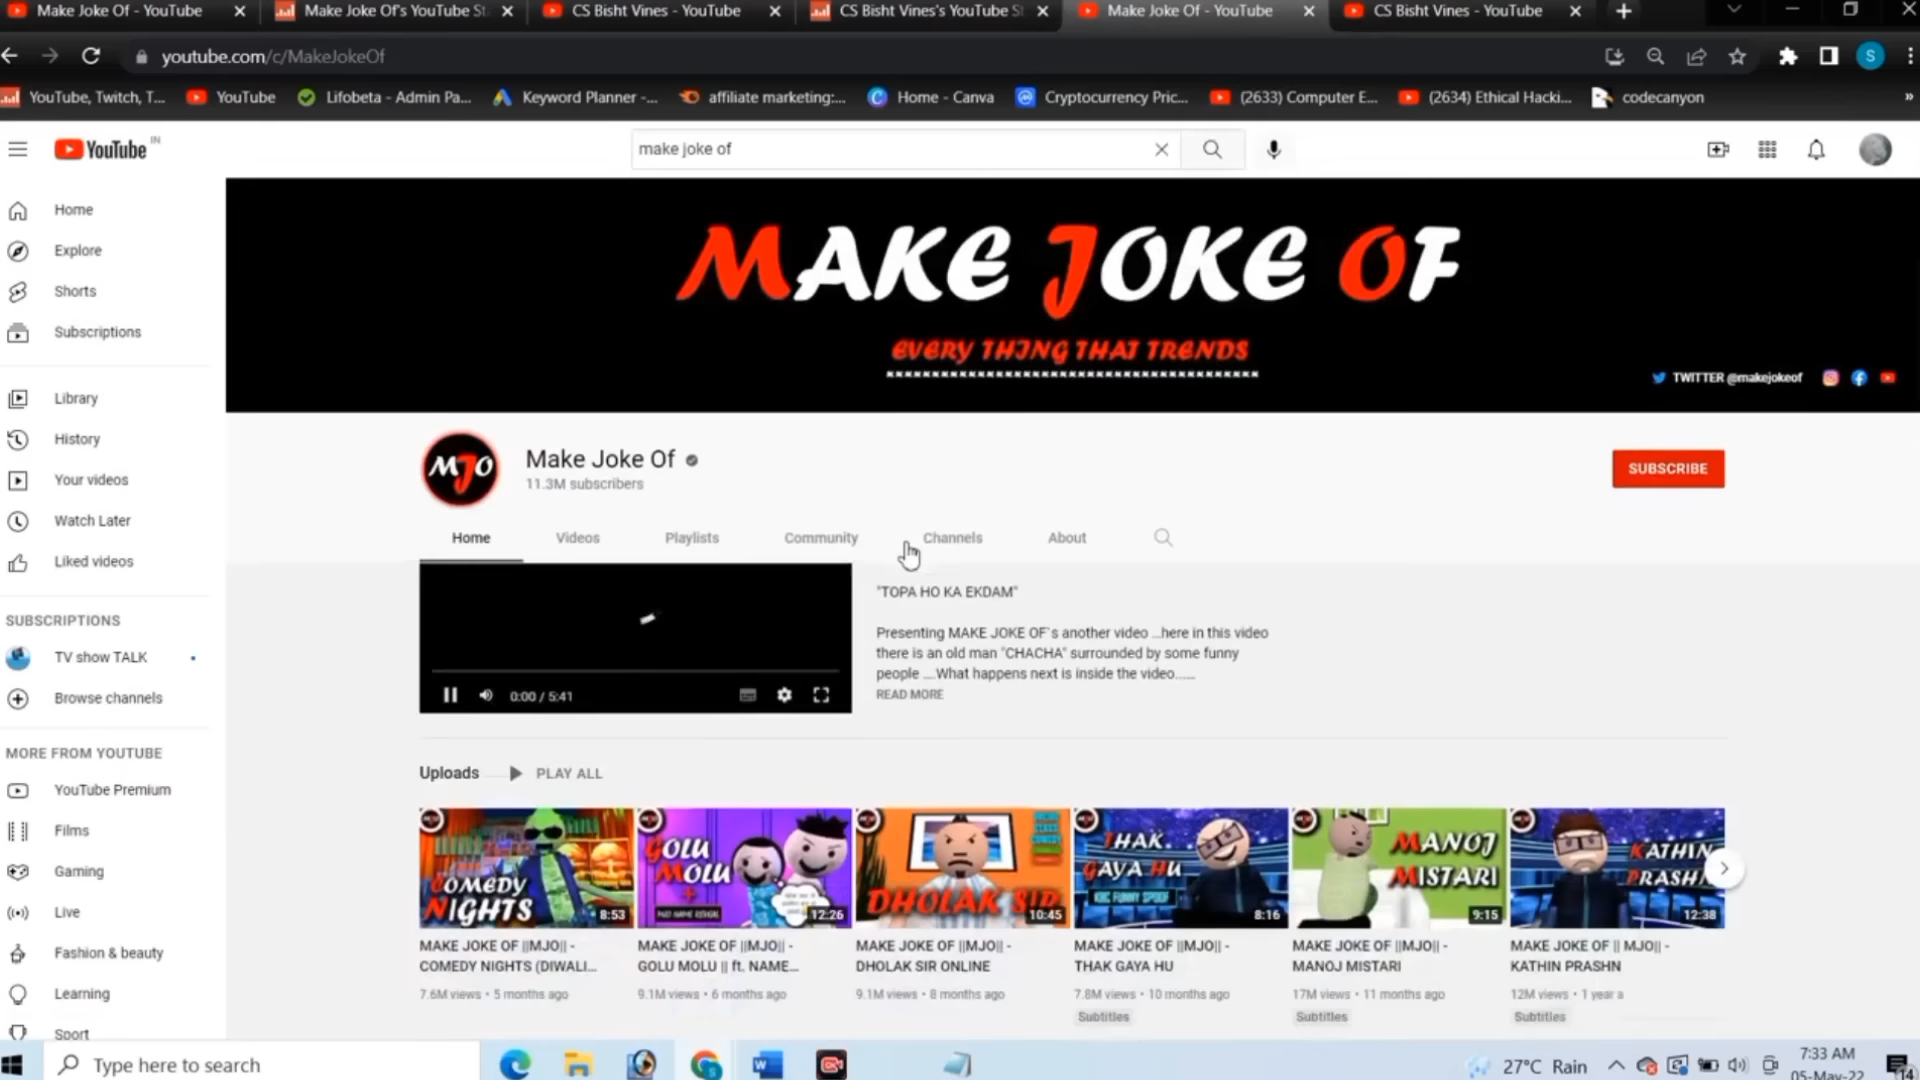 Make Joke Of - YouTube
Make Joke Of's YouTube St
CS Bisht Vines - YouTube
CS Bisht Vines's YouTube St
Make Joke Of - YouTube
CS Bisht Vines - YouTube
youtube.com/c/MakeJokeOf
S
YouTube, Twitch, T...
YouTube
Lifobeta - Admin Pa...
Keyword Planner -...
affiliate marketing:...
Home - Canva
Cryptocurrency Pric...
(2633) Computer E...
(2634) Ethical Hacki...
codecanyon
»
YouTube IN
make joke of
Home
Explore
Shorts
Subscriptions
Library
History
Your videos
Watch Later
Liked videos
SUBSCRIPTIONS
TV show TALK
Browse channels
MORE FROM YOUTUBE
YouTube Premium
Films
Gaming
Live
Fashion & beauty
Learning
Sport
MAKE JOKE OF
EVERY THING THAT TRENDS
TWITTER @makejokeof
MJO
Make Joke Of
11.3M subscribers
SUBSCRIBE
Home
Videos
Playlists
Community
Channels
About
0:00 / 5:41
"TOPA HO KA EKDAM"
Presenting MAKE JOKE OF`s another video ...here in this video
there is an old man "CHACHA" surrounded by some funny
people ....What happens next is inside the video......
READ MORE
Uploads
PLAY ALL
COMEDY
NIGHTS
8:53
GOLU
MOLU
+
12:26
DHOLAK SIR
10:45
THAK
GAYA HU
KBC FUNNY SPOOF
8:16
MANOJ
MISTARI
9:15
KATHIN
PRASHN
12:38
MAKE JOKE OF ||MJO|| -
COMEDY NIGHTS (DIWALI...
7.6M views • 5 months ago
MAKE JOKE OF ||MJO|| -
GOLU MOLU || ft. NAME...
9.1M views • 6 months ago
MAKE JOKE OF ||MJO|| -
DHOLAK SIR ONLINE
9.1M views • 8 months ago
MAKE JOKE OF ||MJO|| -
THAK GAYA HU
7.8M views • 10 months ago
Subtitles
MAKE JOKE OF ||MJO|| -
MANOJ MISTARI
17M views • 11 months ago
Subtitles
MAKE JOKE OF || MJO|| -
KATHIN PRASHN
12M views • 1 year a
Subtitles
Type here to search
27°C Rain
7:33 AM
05-May-22
14